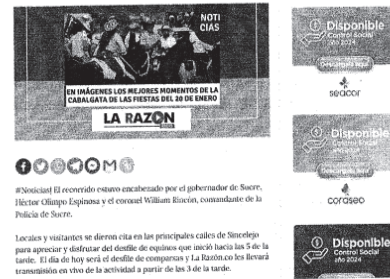 NOTI
CIAS
EN IMÁGENES LOS MEJORES MOMENTOS DE LA
CABALGATA DE LAS FIESTAS DEL 20 DE ENERO
LA RAZÓN
#Noticias| El recorrido estuvo encabezado por el gobernador de Sucre,
Héctor Olimpo Espinosa y el coronel William Rincón, comandante de la
Policía de Sucre.
Locales y visitantes se dieron cita en las principales calles de Sincelejo
para apreciar y disfrutar del desfile de equinos que inició hacia las 5 de la
tarde. El día de hoy será el desfile de comparsas y La Razón.co les llevará
transmisión en vivo de la actividad a partir de las 3 de la tarde.
Disponible
Control Social
año 2024
Descárgala aquí
seacor
Disponible
Control Social
coraseo
Disponible
Control Social
año 2024